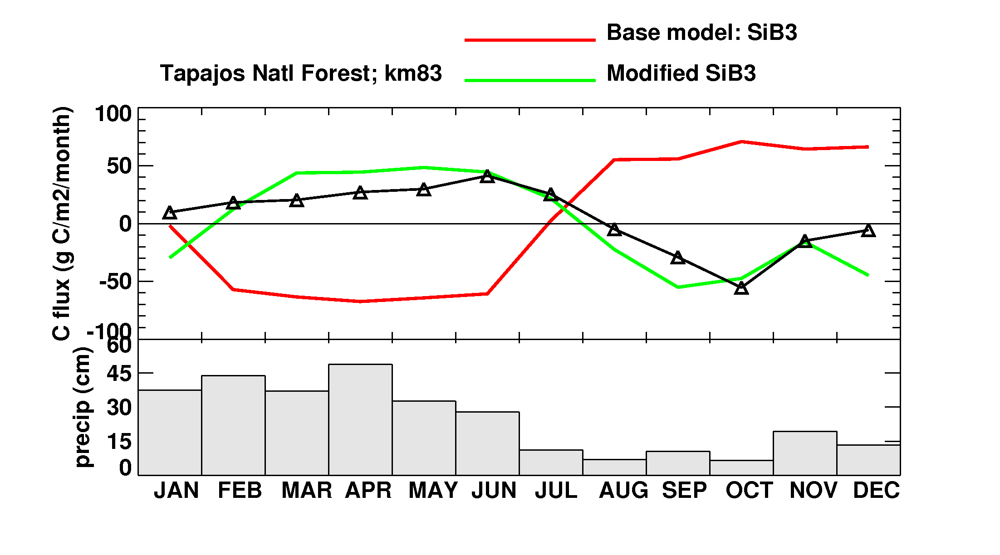 Base model: SiB3
Tapajos Natl Forest; km83
Modified SiB3
C flux (g C/m2/month)
100
50
0
-50
-100
precip (cm)
60
45
30
15
0
JAN FEB MAR APR MAY JUN JUL AUG SEP OCT NOV DEC